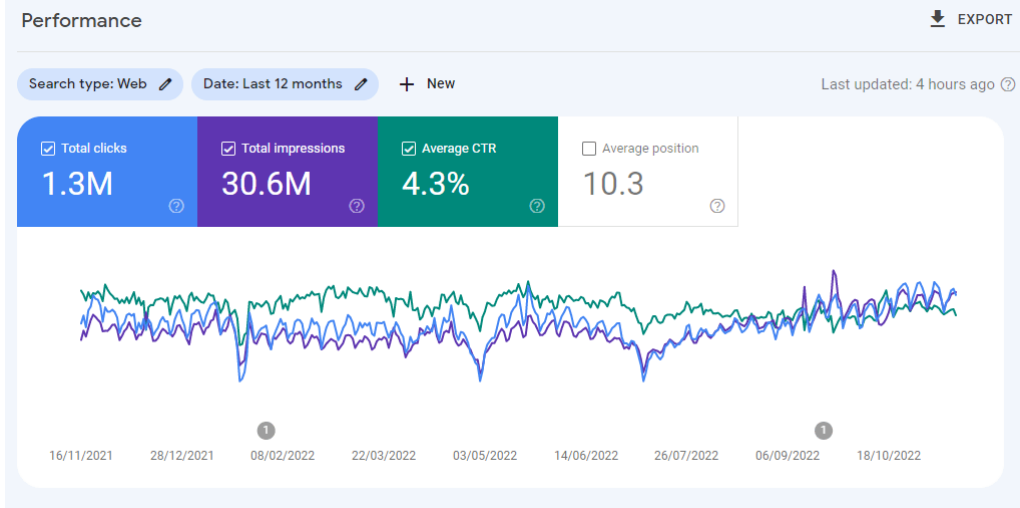 Performance
EXPORT
Search type: Web
Date: Last 12 months
+ New
Last updated: 4 hours ago
Total clicks
1.3M
Total impressions
30.6M
Average CTR
4.3%
Average position
10.3
1
1
16/11/2021
28/12/2021
08/02/2022
22/03/2022
03/05/2022
14/06/2022
26/07/2022
06/09/2022
18/10/2022